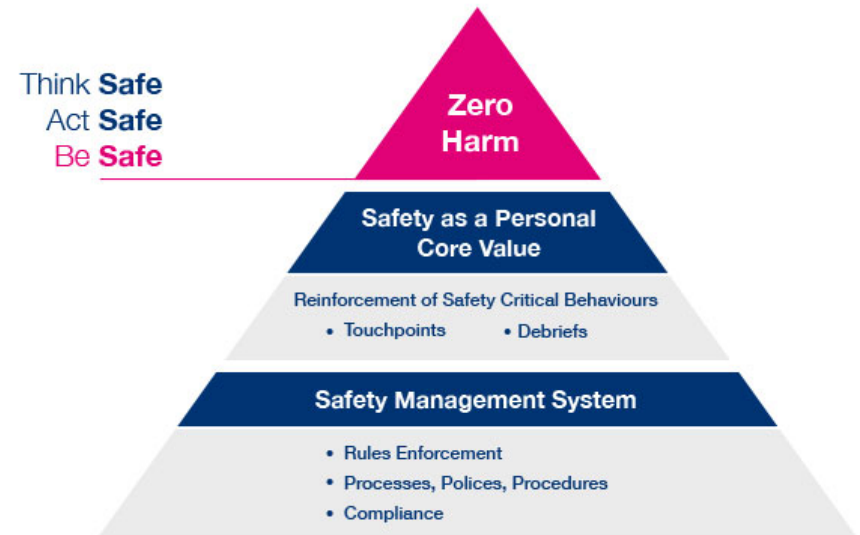 Think Safe
Act Safe
Be Safe
Zero
Harm
Safety as a Personal
Core Value
Reinforcement of Safety Critical Behaviours
• Touchpoints • Debriefs
Safety Management System
• Rules Enforcement
• Processes, Polices, Procedures
• Compliance